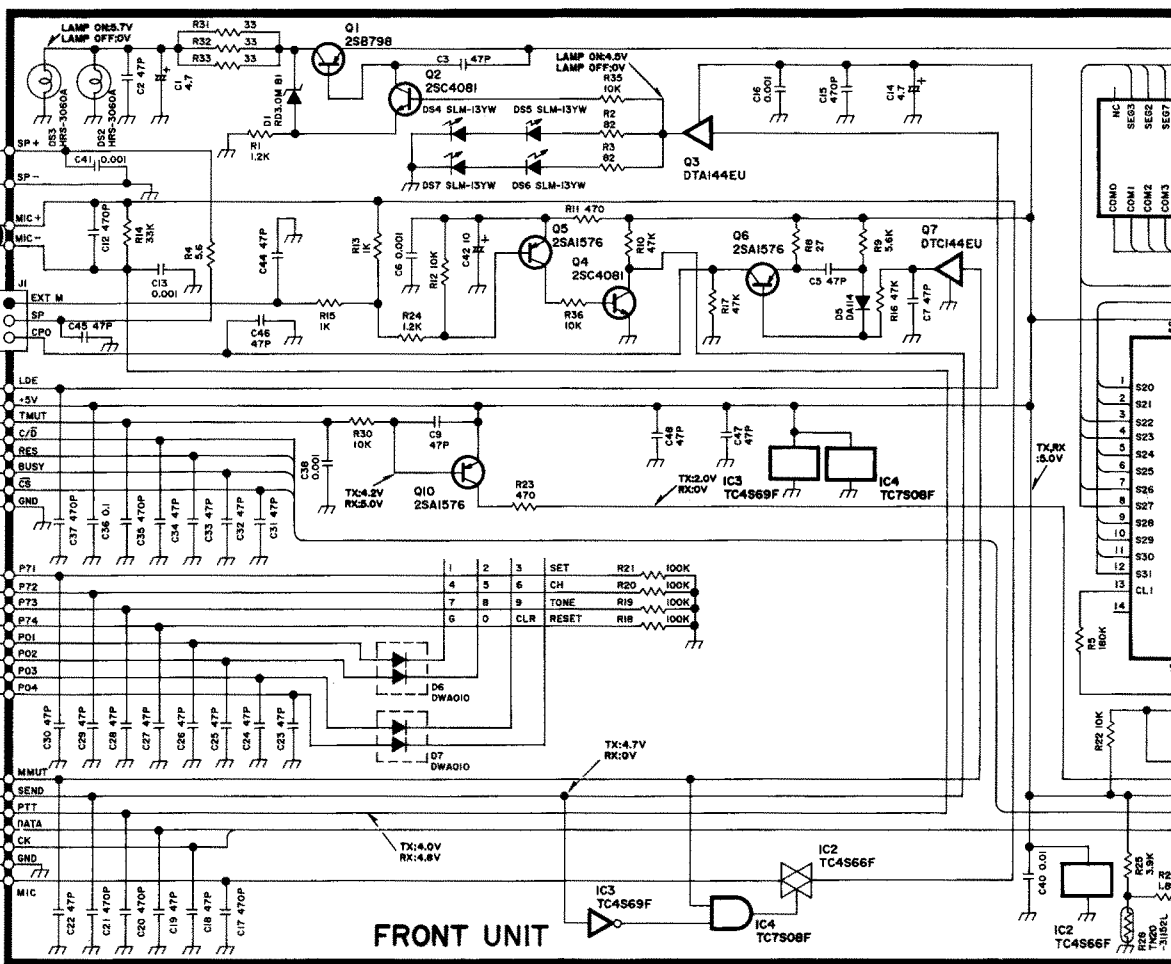 LAMP ON:5.7V
LAMP OFF:0V
R31 33
R32 33
R33 33
Q1
2SB798
C3 47P
Q2
2SC4081
LAMP ON:4.5V
LAMP OFF:0V
R35
10K
DS3
HRS-3060A
DS2
HRS-3060A
C2 47P
C1
4.7
D1
RD3.0M B1
R1
1.2K
DS4 SLM-13YW
DS5 SLM-13YW
R2
82
R3
82
DS7 SLM-13YW
DS6 SLM-13YW
Q3
DTA144EU
C16
0.001
C15
470P
C14
4.7
NC
SEG3
SEG2
SEG7
COM0
COM1
COM2
COM3
SP+
C41 0.001
SP-
MIC+
MIC-
C12 470P
R14
33K
C13
0.001
R4
5.6
C44 47P
R13
1K
C6 0.001
R12 10K
C42 10
R11 470
Q5
2SA1576
Q4
2SC4081
R10
47K
Q6
2SA1576
R8
27
R9
5.6K
Q7
DTC144EU
C5 47P
D5
DA114
R16 47K
C7 47P
R17
47K
R36
10K
R24
1.2K
R15
1K
C46
47P
C45 47P
J1
EXT M
SP
CPO
LDE
+5V
TMUT
C/D
RES
BUSY
CS
GND
R30
10K
C9
47P
C38
0.001
TX:4.2V
RX:5.0V
Q10
2SA1576
R23
470
C48
47P
C47
47P
TX:2.0V
RX:0V
IC3
TC4S69F
IC4
TC7S08F
TX,RX
:5.0V
C37 470P
C36 0.1
C35 470P
C34 47P
C33 47P
C32 47P
C31 47P
1 S20
2 S21
3 S22
4 S23
5 S24
6 S25
7 S26
8 S27
9 S28
10 S29
11 S30
12 S31
13 CL1
14
R5
180K
P71
P72
P73
P74
P01
P02
P03
P04
1 2 3 SET
4 5 6 CH
7 8 9 TONE
G 0 CLR RESET
R21 100K
R20 100K
R19 100K
R18 100K
D6
DWA010
D7
DWA010
C30 47P
C29 47P
C28 47P
C27 47P
C26 47P
C25 47P
C24 47P
C23 47P
R22 10K
TX:4.7V
RX:0V
MMUT
SEND
PTT
DATA
CK
GND
MIC
TX:4.0V
RX:4.8V
C22 47P
C21 470P
C20 470P
C19 47P
C18 47P
C17 470P
IC3
TC4S69F
IC2
TC4S66F
IC4
TC7S08F
C40 0.01
IC2
TC4S66F
R25
3.9K
R26
TN20
-3I152L
FRONT UNIT